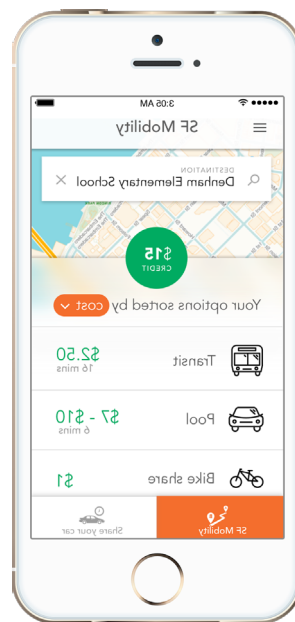 3:05 AM
SF Mobility
DESTINATION
Denham Elementary School
$15
CREDIT
Your options sorted by cost
Transit
$2.50
16 mins
Pool
$7 - $10
6 mins
Bike share
$1
SF Mobility
Share your car